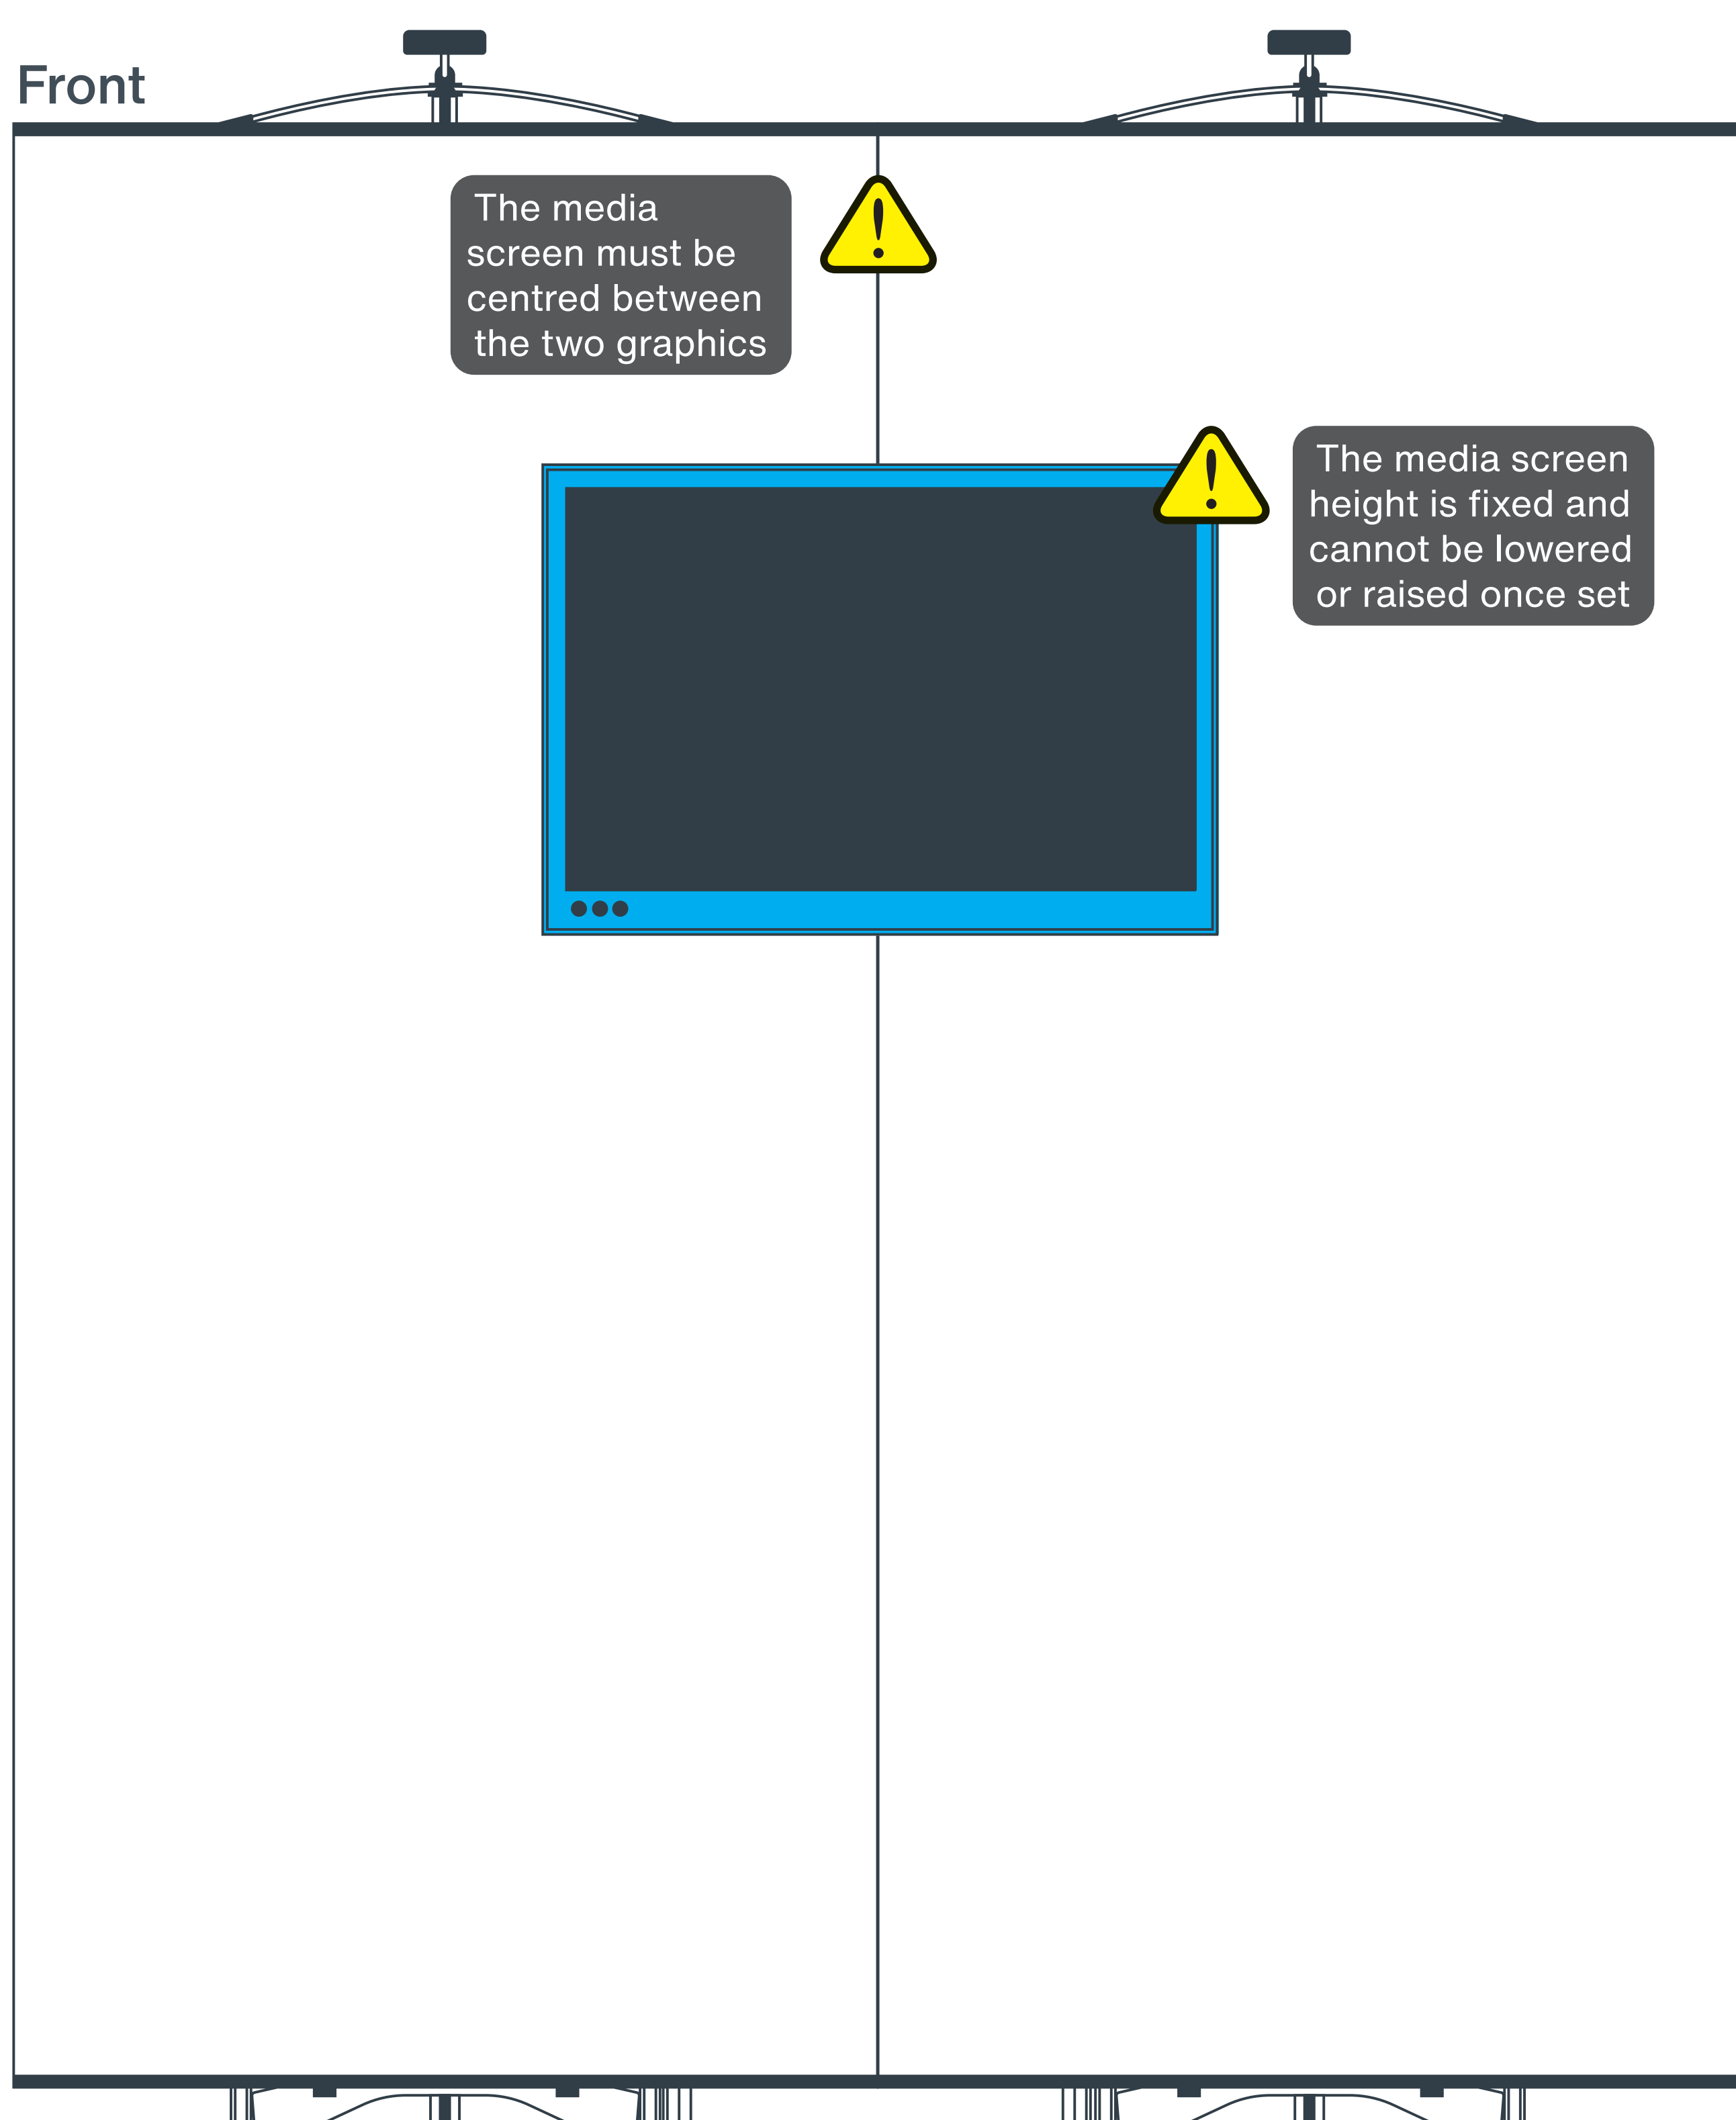 Front
The media
screen must be
centred between
the two graphics
The media screen
height is fixed and
cannot be lowered
or raised once set